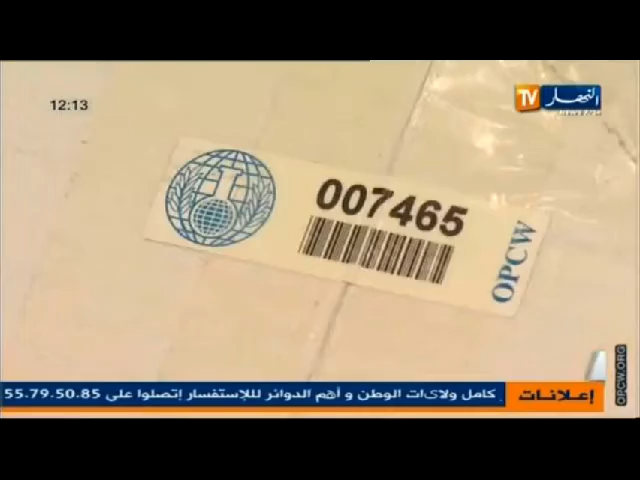 12:13
TV النهار
007465
OPCW
OPCW.ORG
إعلانات
كامل ولايات الوطن و أهم الدوائر للإستفسار إتصلوا على 55.79.50.85